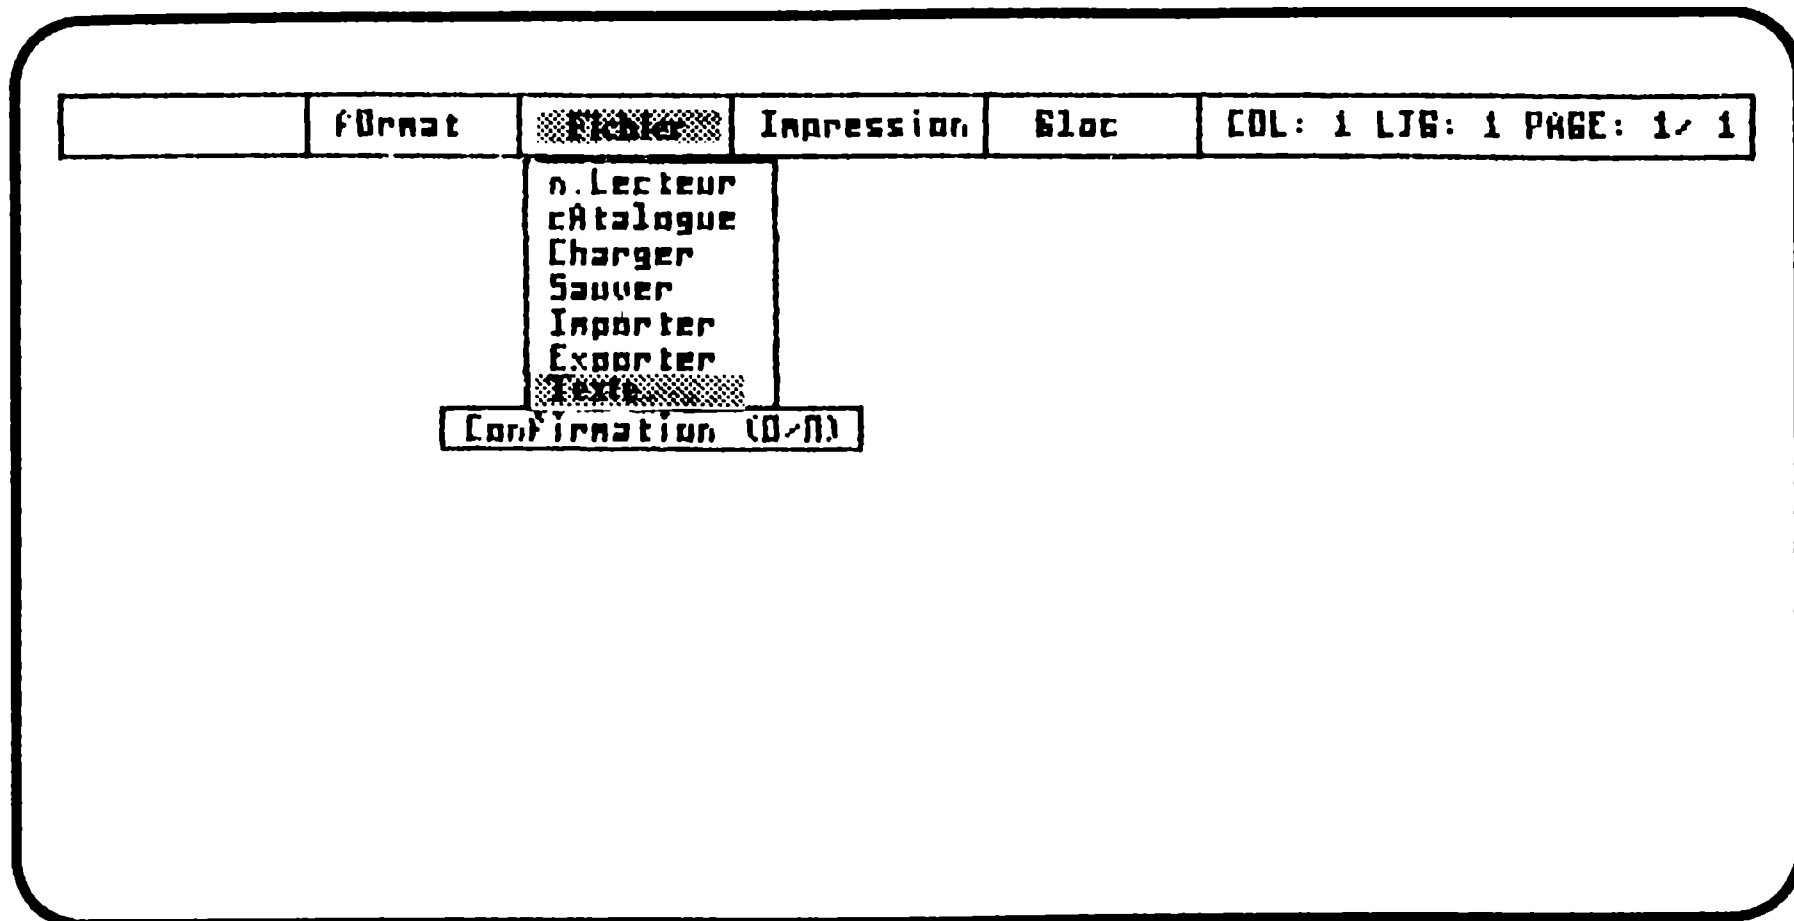 fOrmat Fichier Impression Bloc COL: 1 LIG: 1 PAGE: 1/ 1
n.Lecteur
cAtalogue
Charger
Sauver
Importer
Exporter
Texte
Confirmation (O/N)